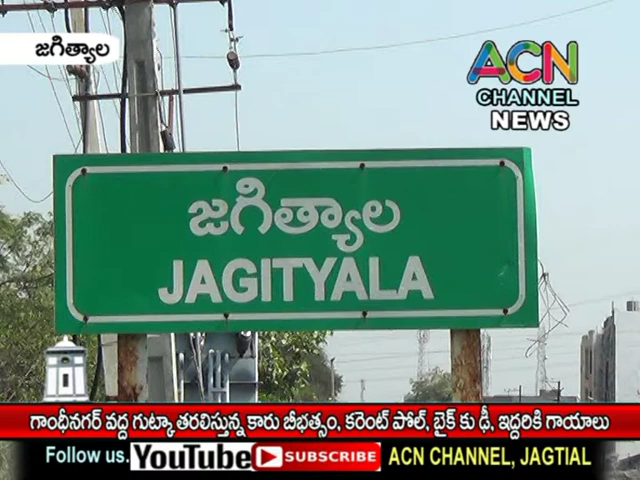 జగిత్యాల
ACN
CHANNEL
NEWS
జగిత్యాల
JAGITYALA
గాంధీనగర్ వద్ద గుట్కా తరలిస్తున్న కారు బీభత్సం, కరెంట్ పోల్, బైక్ కు ఢీ, ఇద్దరికి గాయాలు
Follow us. YouTube SUBSCRIBE ACN CHANNEL, JAGTIAL